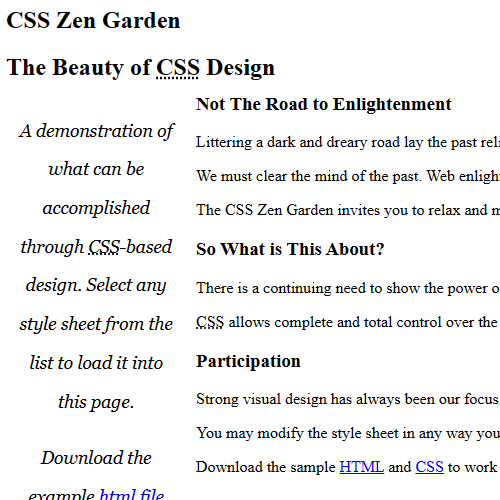 CSS Zen Garden
The Beauty of CSS Design
A demonstration of
what can be
accomplished
through CSS-based
design. Select any
style sheet from the
list to load it into
this page.
Download the
example html file
Not The Road to Enlightenment
Littering a dark and dreary road lay the past
We must clear the mind of the past. Web
The CSS Zen Garden invites you to relax and
So What is This About?
There is a continuing need to show the power
CSS allows complete and total control over the
Participation
Strong visual design has always been our focus.
You may modify the style sheet in any way you
Download the sample HTML and CSS to work